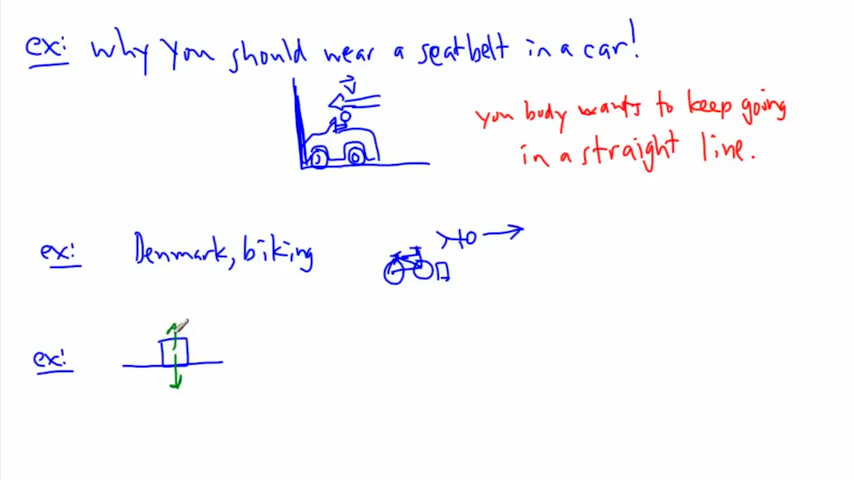 ex: why you should wear a seatbelt in a car!
v
you body wants to keep going
in a straight line.
ex: Denmark, biking
ex: